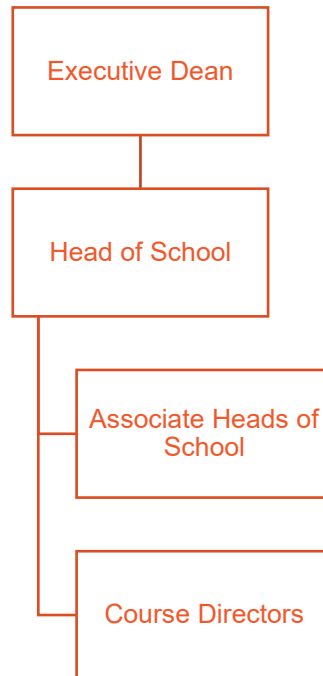 Executive Dean
Head of School
Associate Heads of
School
Course Directors